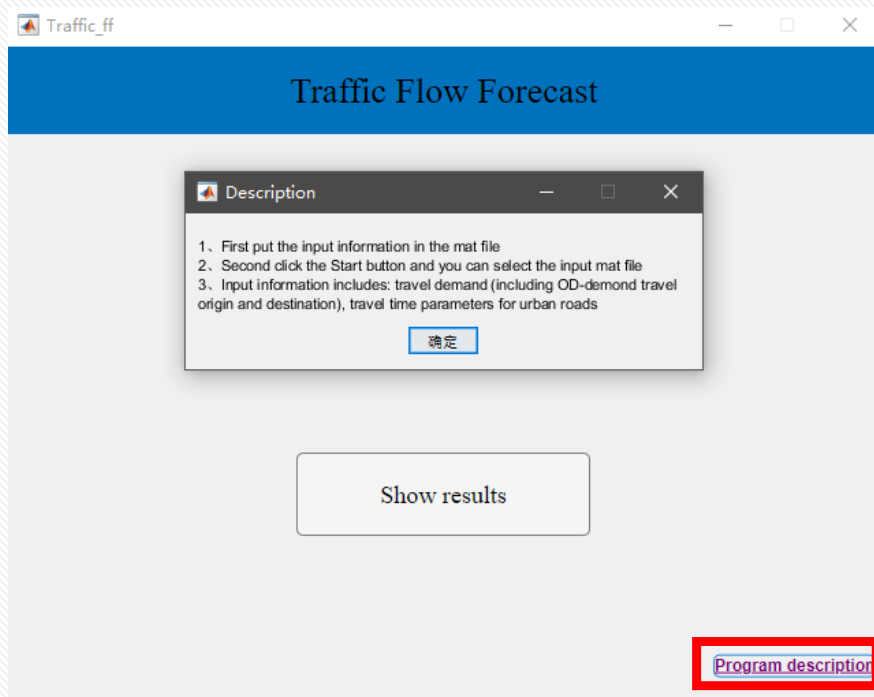 Traffic_ff
Traffic Flow Forecast
Description
1、First put the input information in the mat file
2、Second click the Start button and you can select the input mat file
3、Input information includes: travel demand (including OD-demond travel
origin and destination), travel time parameters for urban roads
确定
Show results
Program description